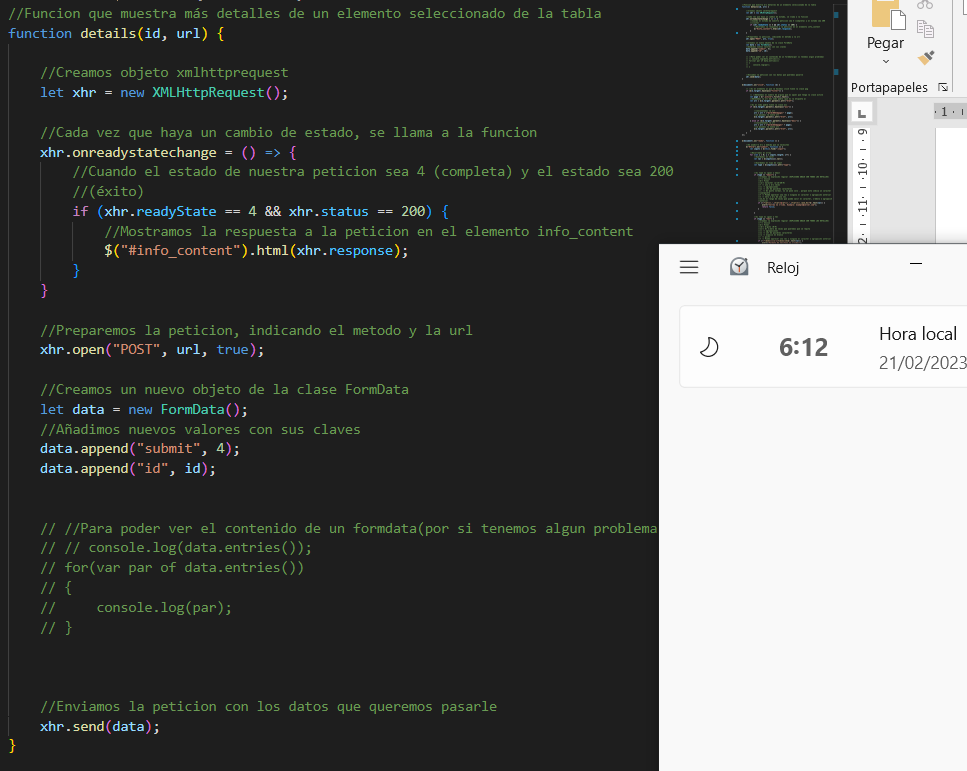 //Funcion que muestra más detalles de un elemento seleccionado de la tabla
function details(id, url) {
//Creamos objeto xmlhttprequest
let xhr = new XMLHttpRequest();
//Cada vez que haya un cambio de estado, se llama a la funcion
xhr.onreadystatechange = () => {
//Cuando el estado de nuestra peticion sea 4 (completa) y el estado sea 200
//(éxito)
if (xhr.readyState == 4 && xhr.status == 200) {
//Mostramos la respuesta a la peticion en el elemento info_content
$("#info_content").html(xhr.response);
}
}
//Preparemos la peticion, indicando el metodo y la url
xhr.open("POST", url, true);
//Creamos un nuevo objeto de la clase FormData
let data = new FormData();
//Añadimos nuevos valores con sus claves
data.append("submit", 4);
data.append("id", id);
// //Para poder ver el contenido de un formdata(por si tenemos algun problema
// // console.log(data.entries());
// for(var par of data.entries())
// {
//     console.log(par);
// }
//Enviamos la peticion con los datos que queremos pasarle
xhr.send(data);
}
Pegar
Portapapeles
L
· 1 ·
9
· 10 ·
· 11 ·
Reloj
6:12
Hora local
21/02/2023